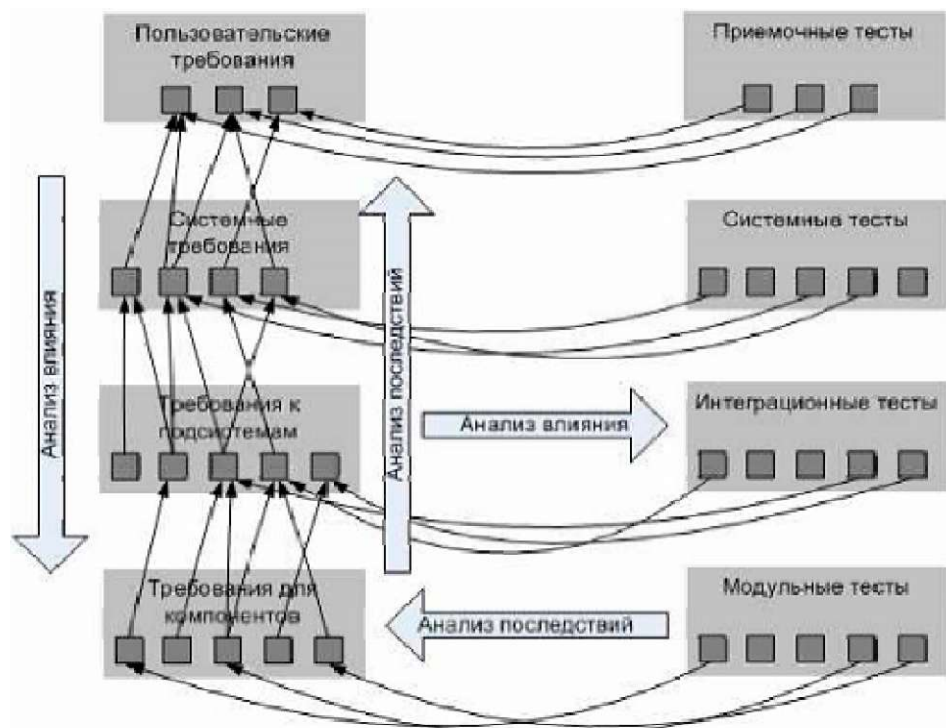 Пользовательские
требования
Приемочные тесты
Системные
требования
Системные тесты
Анализ влияния
Анализ последствий
Требования к
подсистемам
Анализ влияния
Интеграционные тесты
Требования для
компонентов
Анализ последствий
Модульные тесты